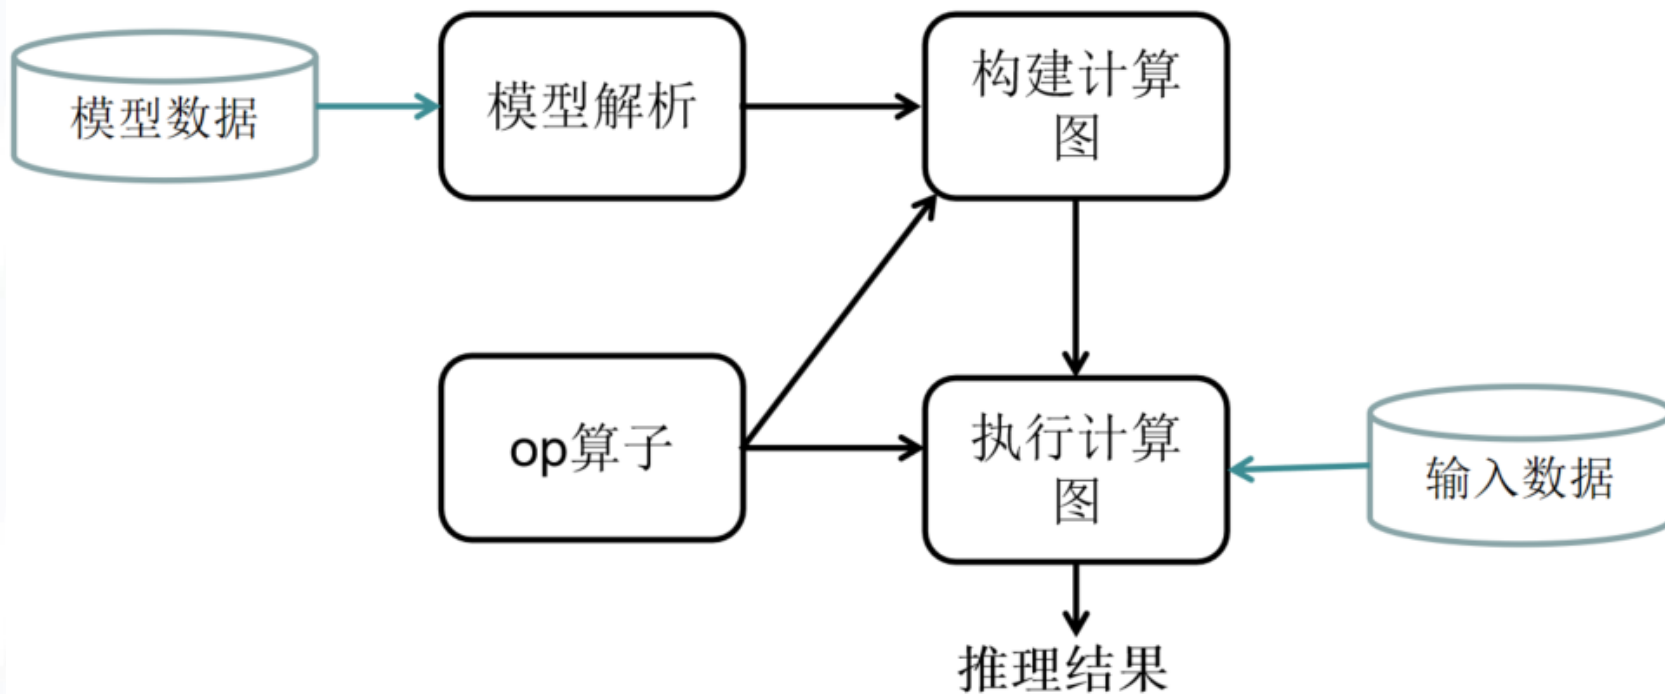 模型数据
模型解析
构建计算
图
op算子
执行计算
图
输入数据
推理结果